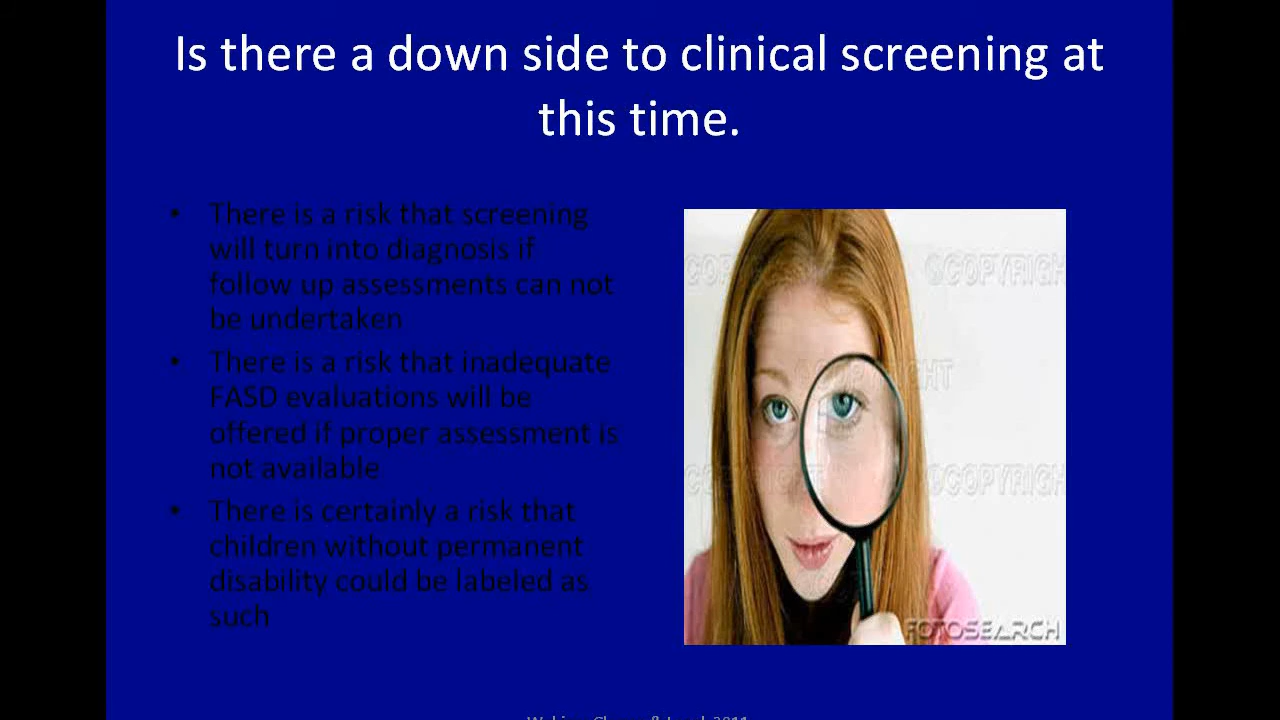 Is there a down side to clinical screening at
this time.
• There is a risk that screening
will turn into diagnosis if
follow up assessments can not
be undertaken
• There is a risk that inadequate
FASD evaluations will be
offered if proper assessment is
not available
• There is certainly a risk that
children without permanent
disability could be labeled as
such
©COPYRIGH
FOTOSEARCH
2011